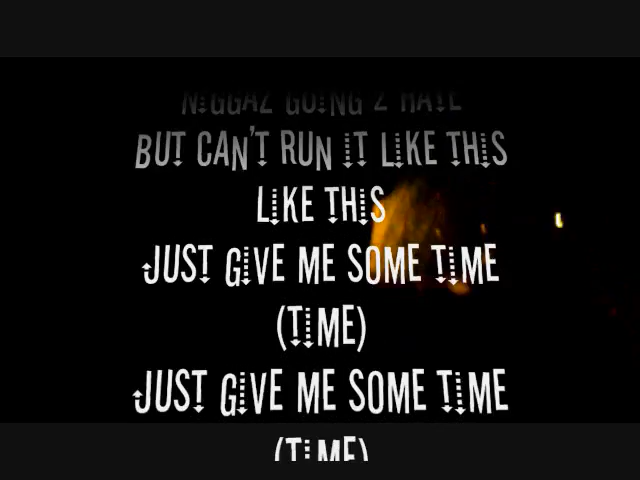 NIGGAZ GOING 2 HATE
BUT CAN'T RUN IT LIKE THIS
LIKE THIS
JUST GIVE ME SOME TIME
(TIME)
JUST GIVE ME SOME TIME
(TIME)